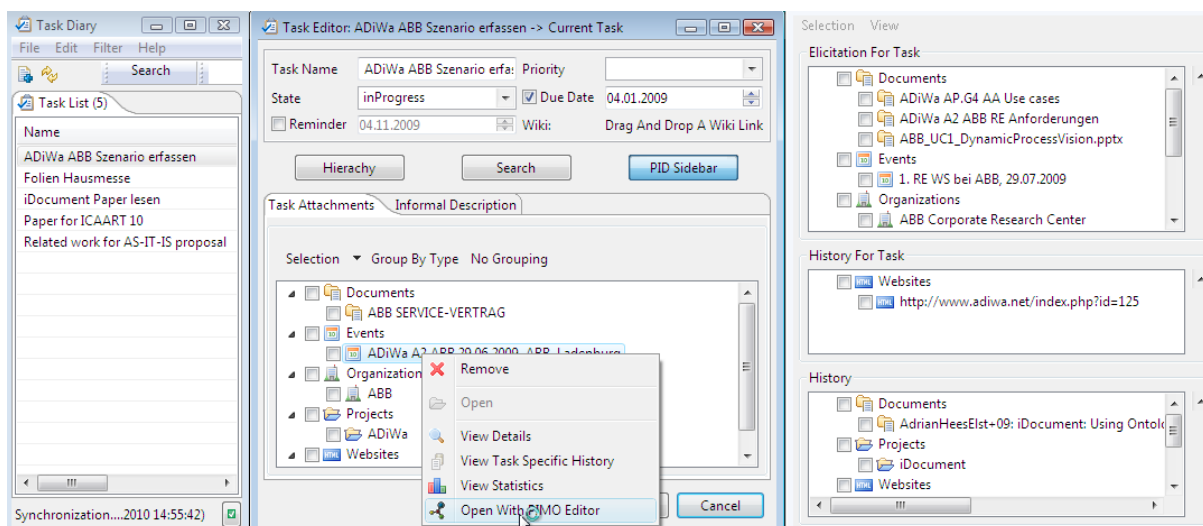 Task Diary
File Edit Filter Help
Search
Task List (5)
Name
ADiWa ABB Szenario erfassen
Folien Hausmesse
iDocument Paper lesen
Paper for ICAART 10
Related work for AS-IT-IS proposal
Synchronization....2010 14:55:42)
Task Editor: ADiWa ABB Szenario erfassen -> Current Task
Task Name ADiWa ABB Szenario erfa Priority
State inProgress Due Date 04.01.2009
Reminder 04.11.2009 Wiki: Drag And Drop A Wiki Link
Hierachy Search PID Sidebar
Task Attachments Informal Description
Selection Group By Type No Grouping
Documents
ABB SERVICE-VERTRAG
Events
ADiWa A2 ABB 29.06.2009, ABB, Ladenburg
Organization
ABB
Projects
ADiWa
Websites
Remove
Open
View Details
View Task Specific History
View Statistics
Open With PIMO Editor
Cancel
Selection View
Elicitation For Task
Documents
ADiWa AP.G4 AA Use cases
ADiWa A2 ABB RE Anforderungen
ABB_UC1_DynamicProcessVision.pptx
Events
1. RE WS bei ABB, 29.07.2009
Organizations
ABB Corporate Research Center
History For Task
Websites
http://www.adiwa.net/index.php?id=125
History
Documents
AdrianHeesElst+09: iDocument: Using Ontolo
Projects
iDocument
Websites